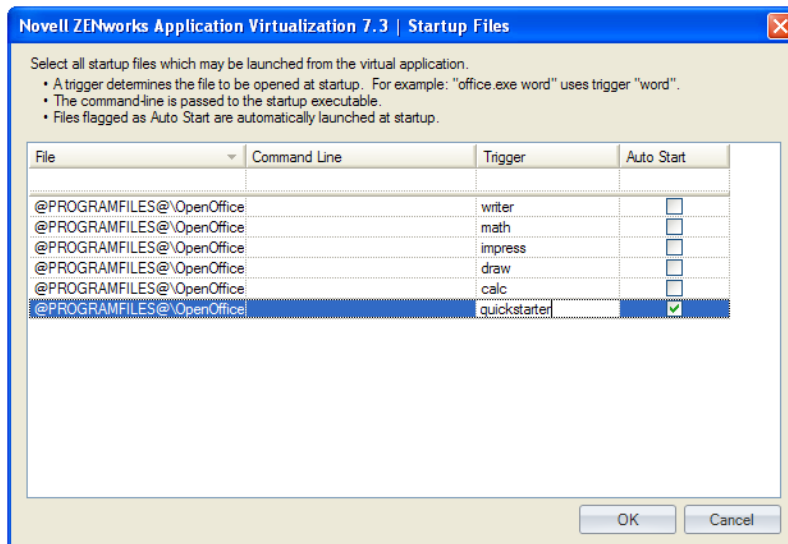 Novell ZENworks Application Virtualization 7.3 | Startup Files
Select all startup files which may be launched from the virtual application.
• A trigger determines the file to be opened at startup. For example: "office.exe word" uses trigger "word".
• The command-line is passed to the startup executable.
• Files flagged as Auto Start are automatically launched at startup.
File Command Line Trigger Auto Start
@PROGRAMFILES@\OpenOffice writer
@PROGRAMFILES@\OpenOffice math
@PROGRAMFILES@\OpenOffice impress
@PROGRAMFILES@\OpenOffice draw
@PROGRAMFILES@\OpenOffice calc
@PROGRAMFILES@\OpenOffice quickstarter
OK Cancel